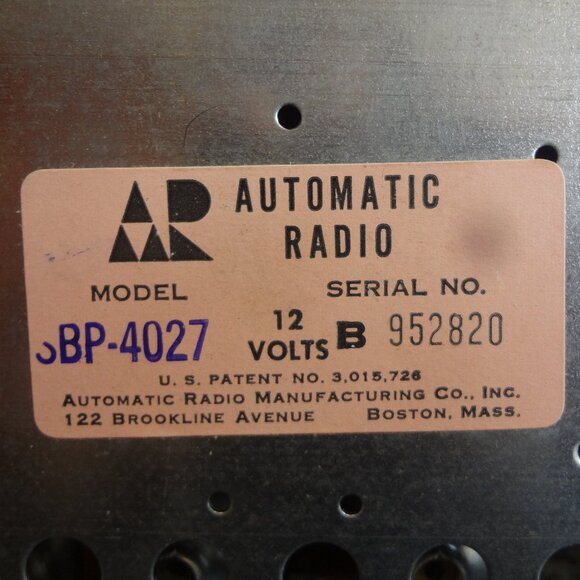 AUTOMATIC
RADIO
MODEL
SERIAL NO.
BP-4027
12
VOLTS
B 952820
U. S. PATENT NO. 3,015,726
AUTOMATIC RADIO MANUFACTURING CO., INC.
122 BROOKLINE AVENUE BOSTON, MASS.